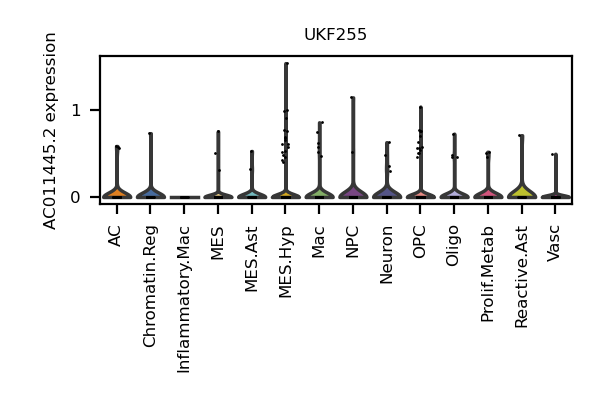 UKF255
AC011445.2 expression
1
0
AC
Chromatin.Reg
Inflammatory.Mac
MES
MES.Ast
MES.Hyp
Mac
NPC
Neuron
OPC
Oligo
Prolif.Metab
Reactive.Ast
Vasc